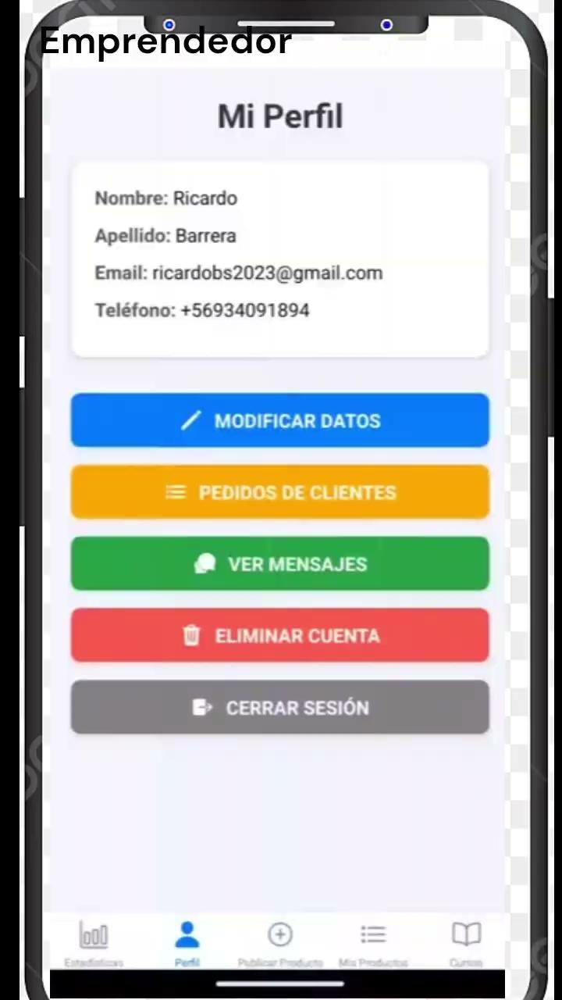 Emprendedor
Mi Perfil
Nombre: Ricardo
Apellido: Barrera
Email: ricardobs2023@gmail.com
Teléfono: +56934091894
MODIFICAR DATOS
PEDIDOS DE CLIENTES
VER MENSAJES
ELIMINAR CUENTA
CERRAR SESIÓN
Estadísticas Perfil Publicar Producto Mis Productos Cursos